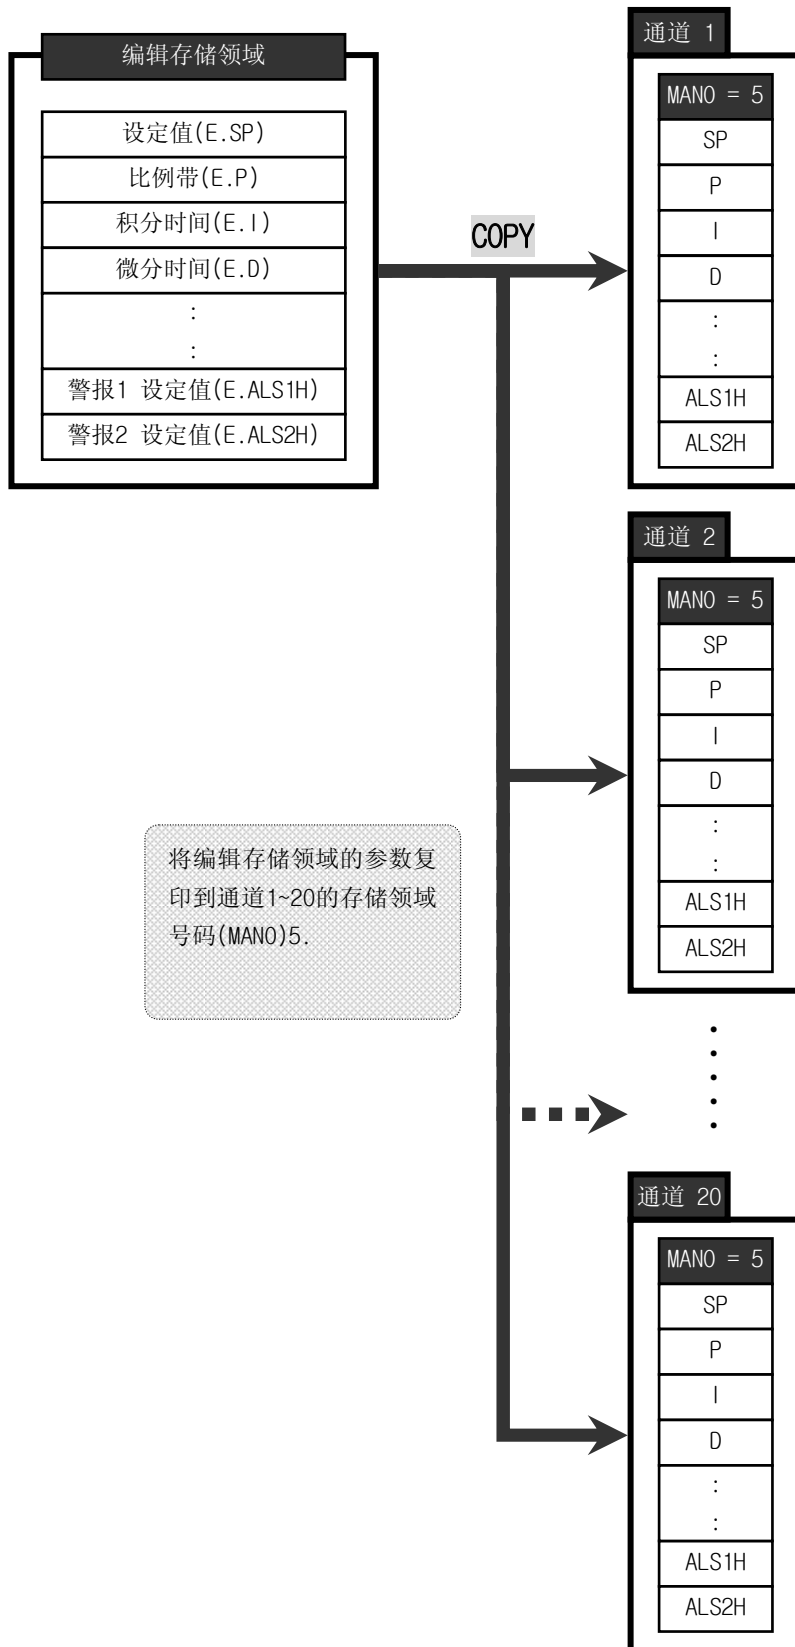 编辑存储领域
设定值(E.SP)
比例带(E.P)
积分时间(E.I)
微分时间(E.D)
:
:
警报1 设定值(E.ALS1H)
警报2 设定值(E.ALS2H)
COPY
通道 1
MANO = 5
SP
P
I
D
:
:
ALS1H
ALS2H
通道 2
MANO = 5
SP
P
I
D
:
:
ALS1H
ALS2H
将编辑存储领域的参数复
印到通道1~20的存储领域
号码(MANO)5.
通道 20
MANO = 5
SP
P
I
D
:
:
ALS1H
ALS2H